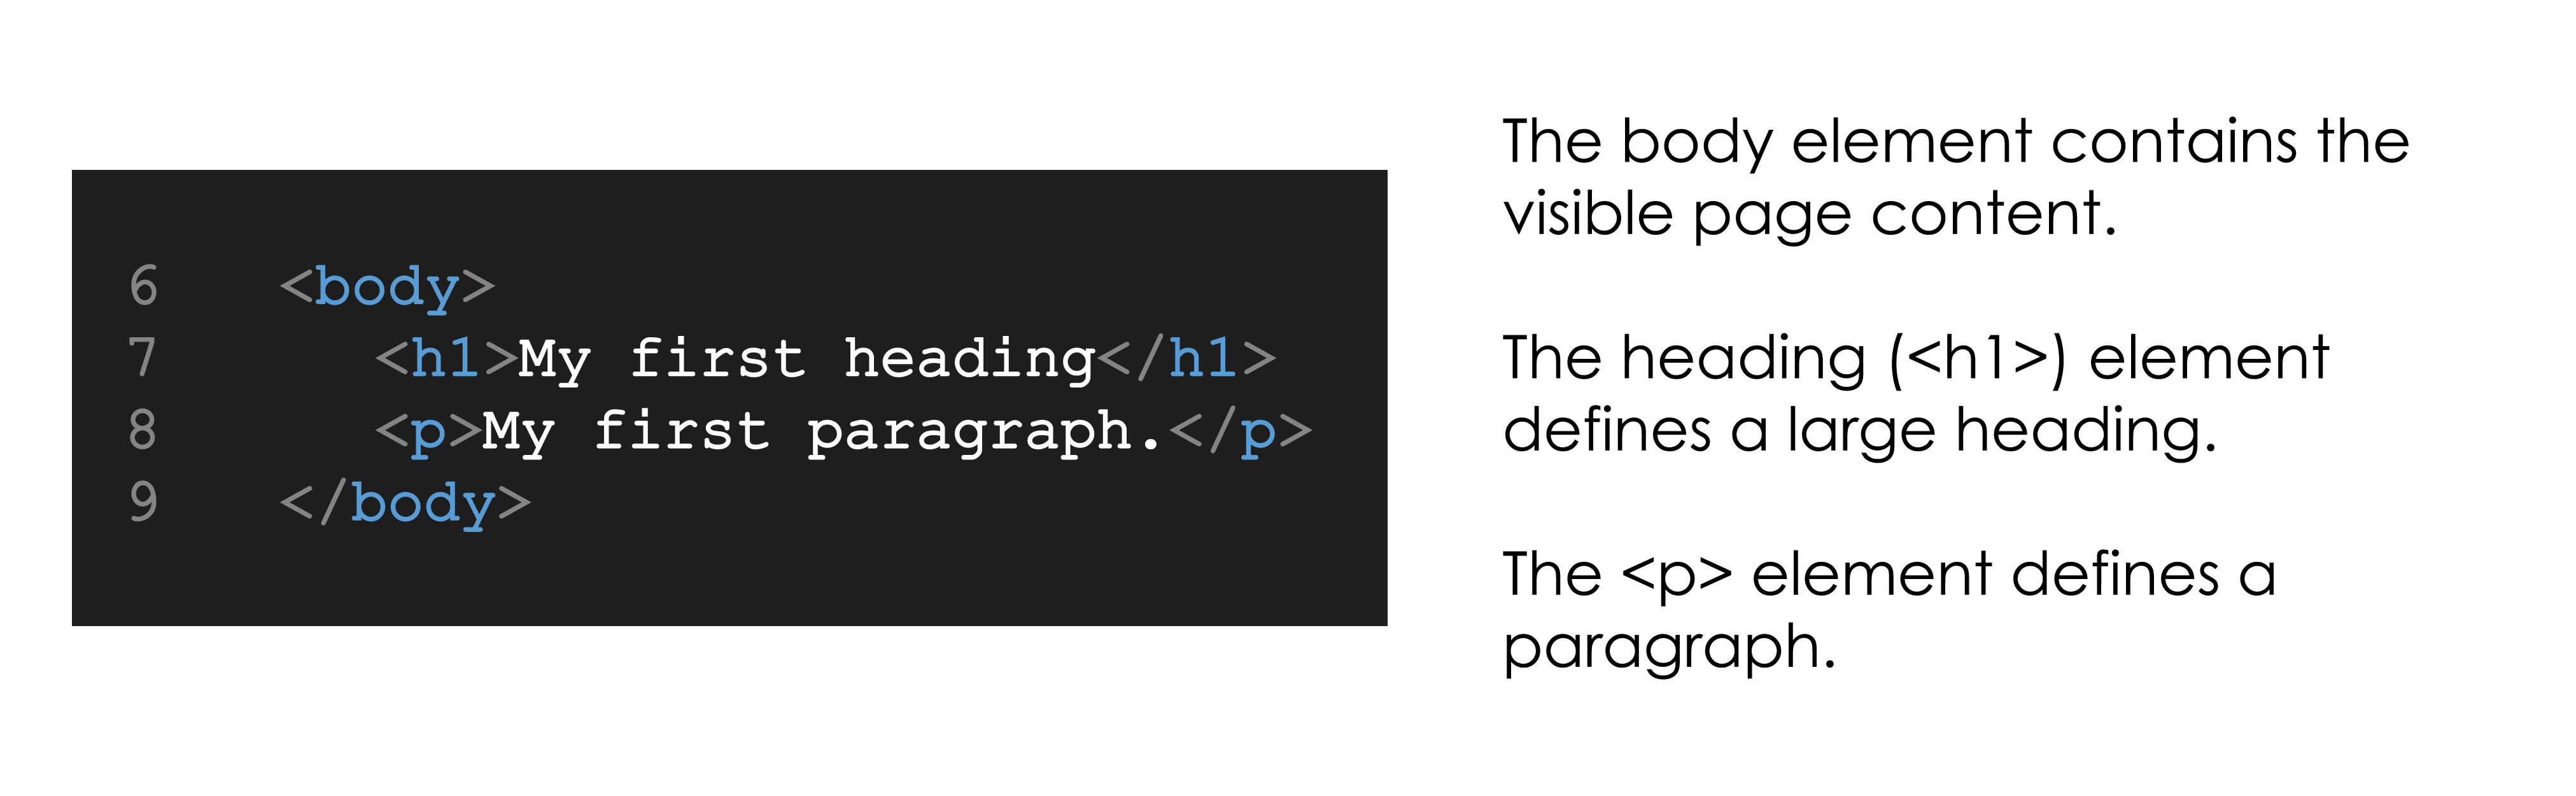 6 <body>
7 <h1>My first heading</h1>
8 <p>My first paragraph.</p>
9 </body>
The body element contains the
visible page content.
The heading (<h1>) element
defines a large heading.
The <p> element defines a
paragraph.